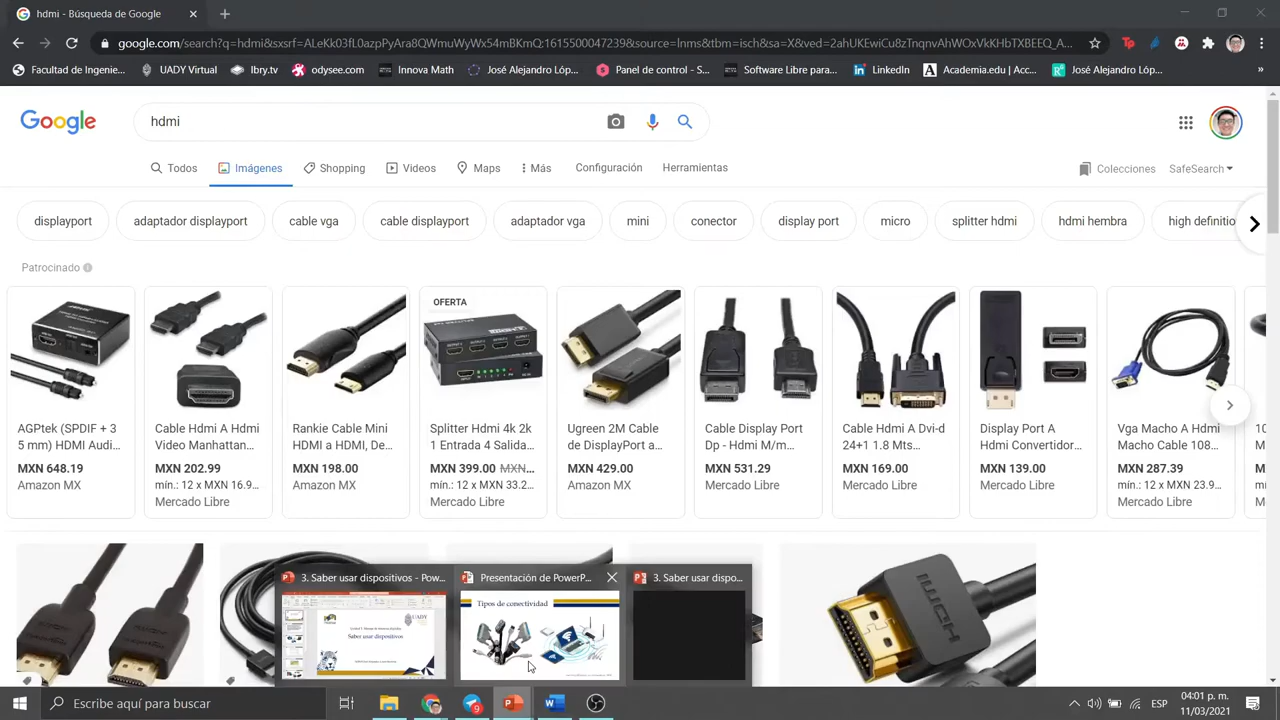 hdmi - Búsqueda de Google
google.com/search?q=hdmi&sxsrf=ALeKk03fL0azpPyAra8QWmuWyWx54mBKmQ:1615500047239&source=lnms&tbm=isch&sa=X&ved=2ahUKEwiCu8zTnqnvAhWOxVkKHbTXBEEQ_A...
Facultad de Ingenie...
UADY Virtual
lbry.tv
odysee.com
Innova Math
José Alejandro Lóp...
Panel de control - S...
Software Libre para...
LinkedIn
Academia.edu | Acc...
José Alejandro Lóp...
»
Google
hdmi
Todos
Imágenes
Shopping
Videos
Maps
Más
Configuración
Herramientas
Colecciones
SafeSearch
displayport
adaptador displayport
cable vga
cable displayport
adaptador vga
mini
conector
display port
micro
splitter hdmi
hdmi hembra
high definitio
Patrocinado
OFERTA
AGPtek (SPDIF + 3
5 mm) HDMI Audi...
MXN 648.19
Amazon MX
Cable Hdmi A Hdmi
Video Manhattan...
MXN 202.99
mín.: 12 x MXN 16.9...
Mercado Libre
Rankie Cable Mini
HDMI a HDMI, De...
MXN 198.00
Amazon MX
Splitter Hdmi 4k 2k
1 Entrada 4 Salida...
MXN 399.00 MXN...
mín.: 12 x MXN 33.2...
Mercado Libre
Ugreen 2M Cable
de DisplayPort a...
MXN 429.00
Amazon MX
Cable Display Port
Dp - Hdmi M/m...
MXN 531.29
Mercado Libre
Cable Hdmi A Dvi-d
24+1 1.8 Mts...
MXN 169.00
Mercado Libre
Display Port A
Hdmi Convertidor...
MXN 139.00
Mercado Libre
Vga Macho A Hdmi
Macho Cable 108...
MXN 287.39
mín.: 12 x MXN 23.9...
Mercado Libre
HDMI
3. Saber usar dispositivos - Pow...
Saber usar dispositivos
UADY
Presentación de PowerP...
Tipos de conectividad
3. Saber usar dispo...
Escribe aquí para buscar
9
04:01 p. m.
11/03/2021